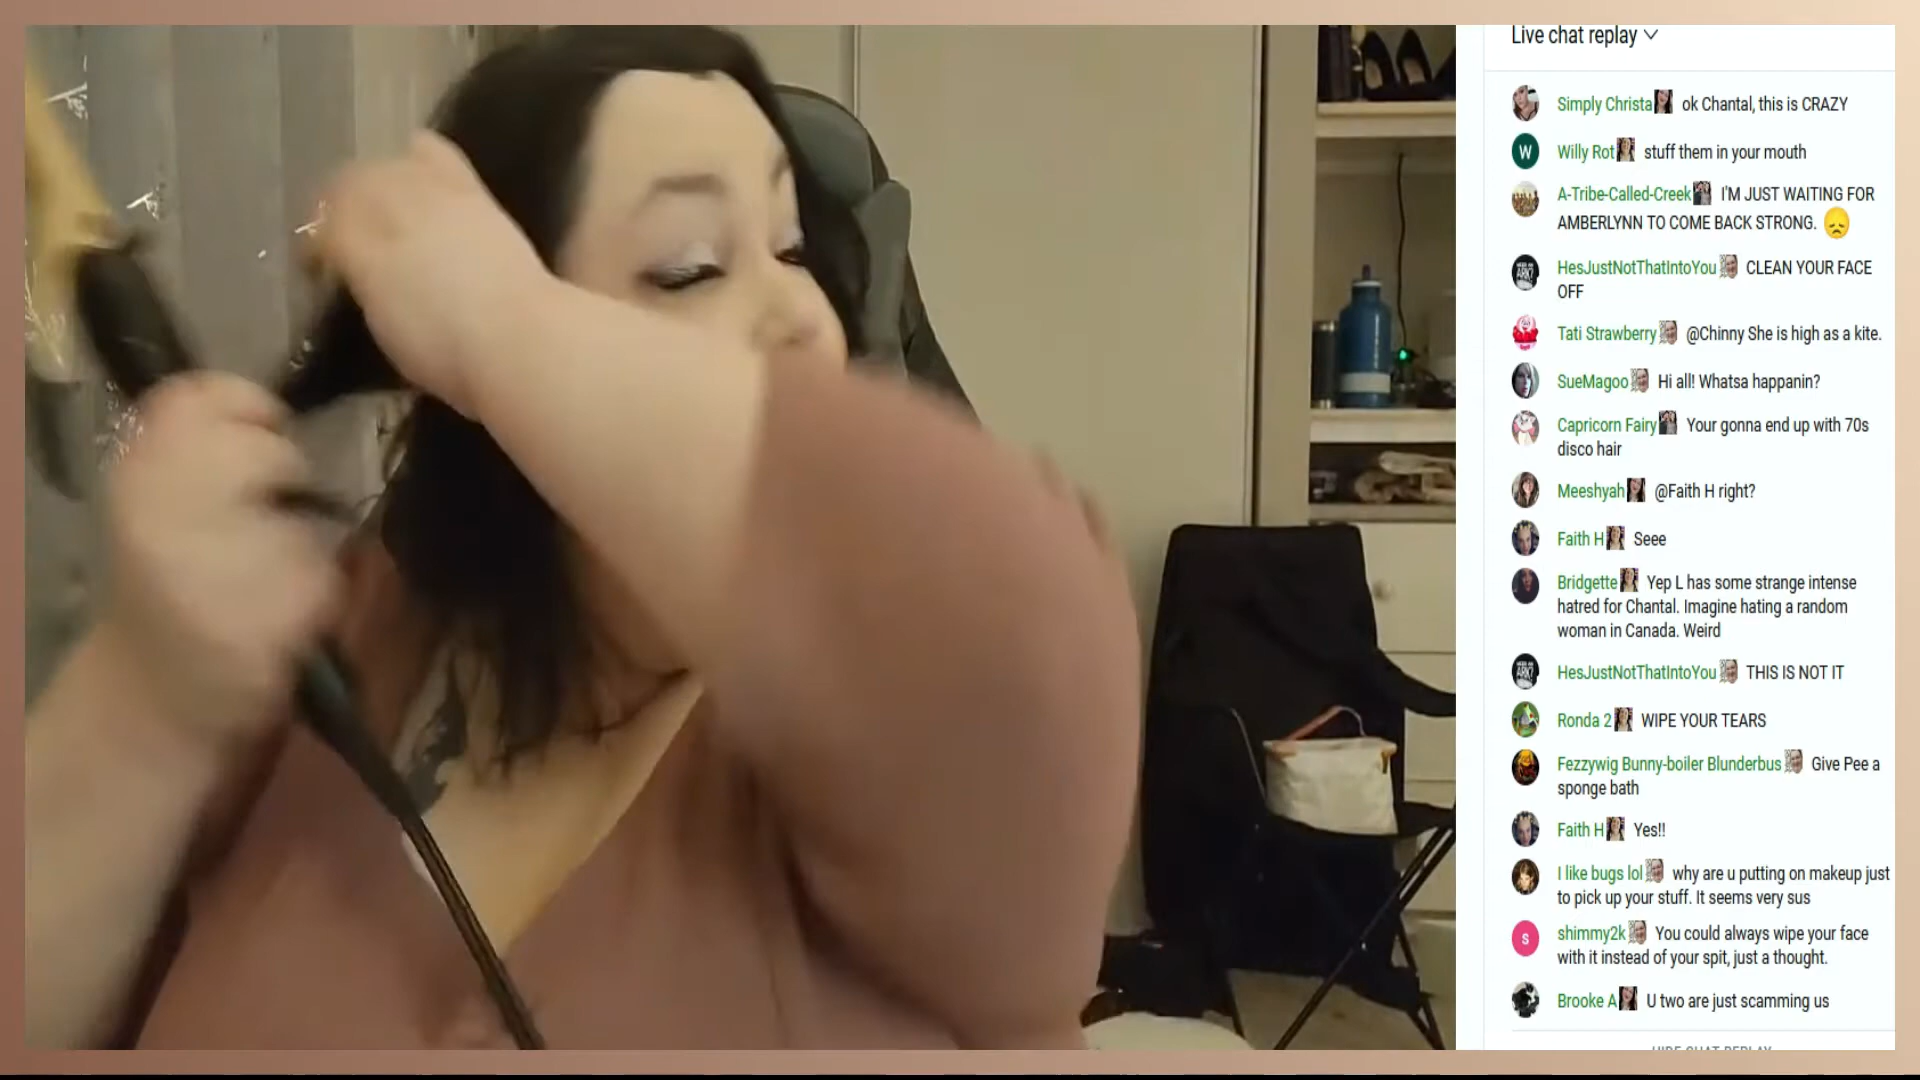 Live chat replay
Simply Christa ok Chantal, this is CRAZY
W Willy Rot stuff them in your mouth
A-Tribe-Called-Creek I'M JUST WAITING FOR
AMBERLYNN TO COME BACK STRONG. 😞
HesJustNotThatIntoYou CLEAN YOUR FACE
OFF
Tati Strawberry @Chinny She is high as a kite.
SueMagoo Hi all! Whatsa happanin?
Capricorn Fairy Your gonna end up with 70s
disco hair
Meeshyah @Faith H right?
Faith H Seee
Bridgette Yep L has some strange intense
hatred for Chantal. Imagine hating a random
woman in Canada. Weird
HesJustNotThatIntoYou THIS IS NOT IT
Ronda 2 WIPE YOUR TEARS
Fezzywig Bunny-boiler Blunderbus Give Pee a
sponge bath
Faith H Yes!!
I like bugs lol why are u putting on makeup just
to pick up your stuff. It seems very sus
S shimmy2k You could always wipe your face
with it instead of your spit, just a thought.
Brooke A U two are just scamming us
HIDE CHAT REPLAY